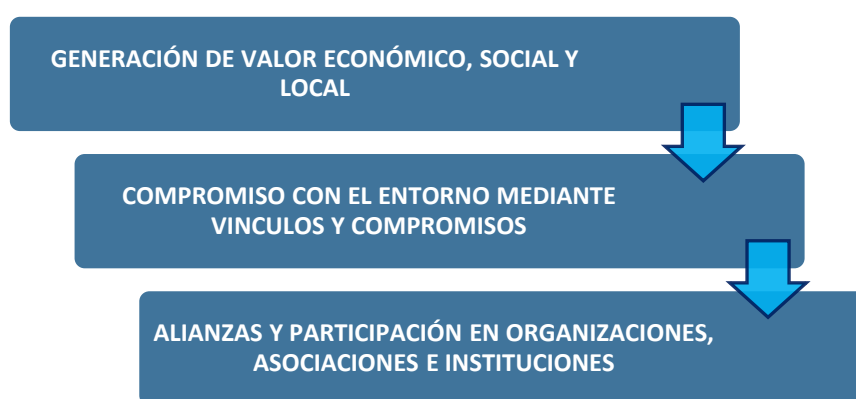 GENERACIÓN DE VALOR ECONÓMICO, SOCIAL Y
LOCAL
COMPROMISO CON EL ENTORNO MEDIANTE
VINCULOS Y COMPROMISOS
ALIANZAS Y PARTICIPACIÓN EN ORGANIZACIONES,
ASOCIACIONES E INSTITUCIONES